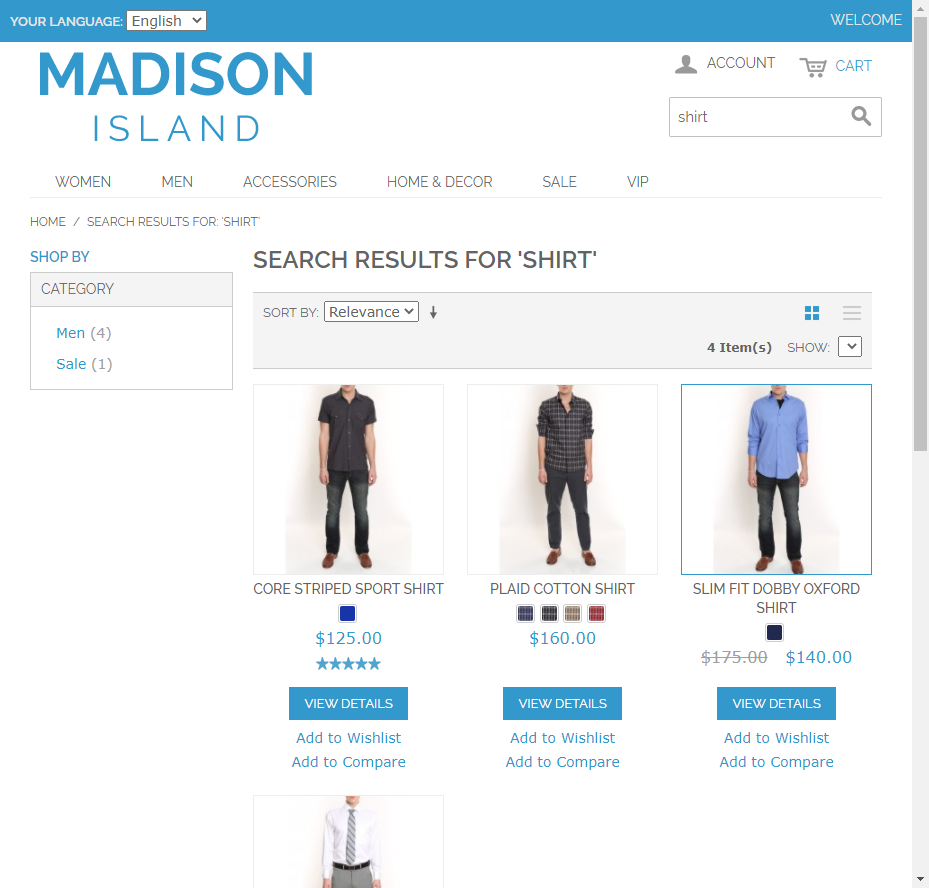 YOUR LANGUAGE: English
WELCOME
MADISON
ISLAND
ACCOUNT
CART
shirt
WOMEN MEN ACCESSORIES HOME & DECOR SALE VIP
HOME / SEARCH RESULTS FOR: 'SHIRT'
SHOP BY
CATEGORY
Men (4)
Sale (1)
SEARCH RESULTS FOR 'SHIRT'
SORT BY: Relevance
4 Item(s) SHOW:
CORE STRIPED SPORT SHIRT
$125.00
VIEW DETAILS
Add to Wishlist
Add to Compare
PLAID COTTON SHIRT
$160.00
VIEW DETAILS
Add to Wishlist
Add to Compare
SLIM FIT DOBBY OXFORD
SHIRT
$175.00 $140.00
VIEW DETAILS
Add to Wishlist
Add to Compare